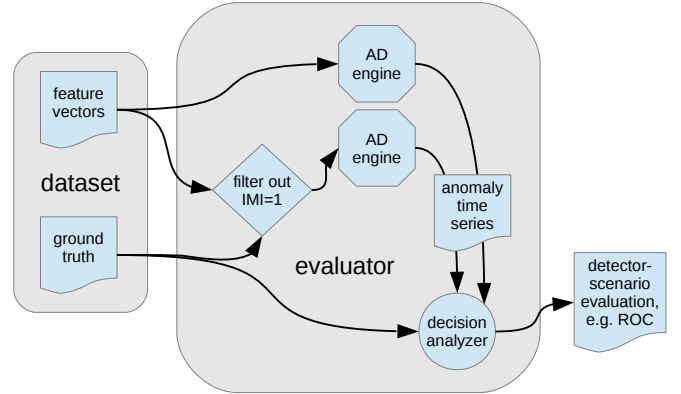 feature
vectors
dataset
ground
truth
AD
engine
AD
engine
filter out
IMI=1
anomaly
time
series
evaluator
decision
analyzer
detector-
scenario
evaluation,
e.g. ROC